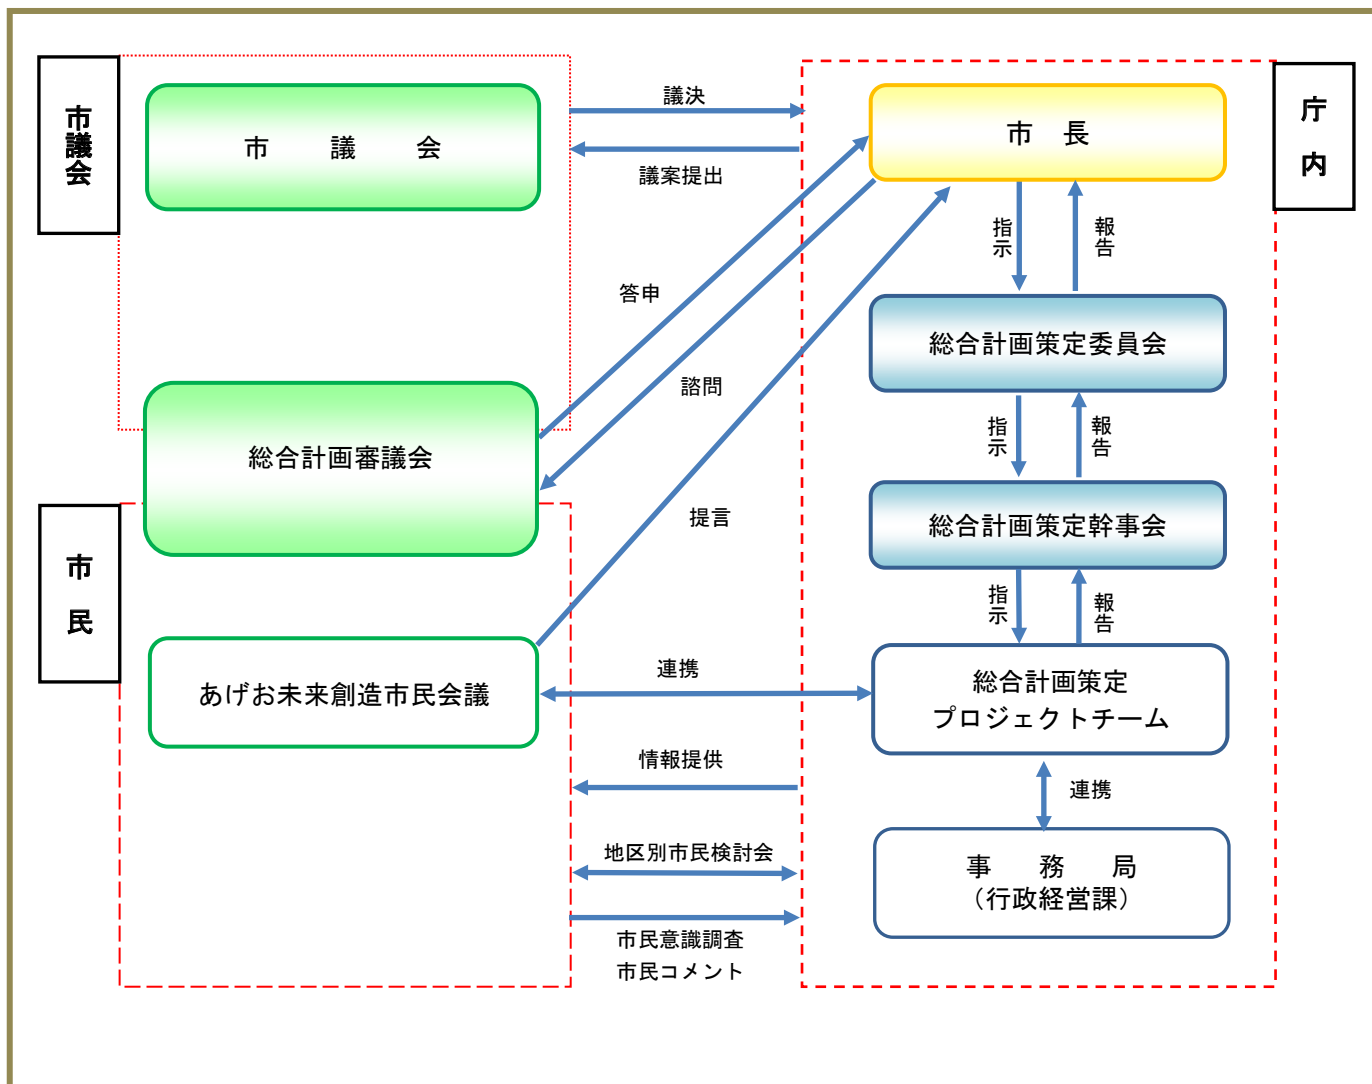 市議会
市　議　会
議決
議案提出
市　長
庁内
指示
報告
答申
総合計画策定委員会
諮問
指示
報告
総合計画審議会
提言
総合計画策定幹事会
市民
指示
報告
あげお未来創造市民会議
連携
総合計画策定
プロジェクトチーム
情報提供
連携
地区別市民検討会
事　務　局
（行政経営課）
市民意識調査
市民コメント